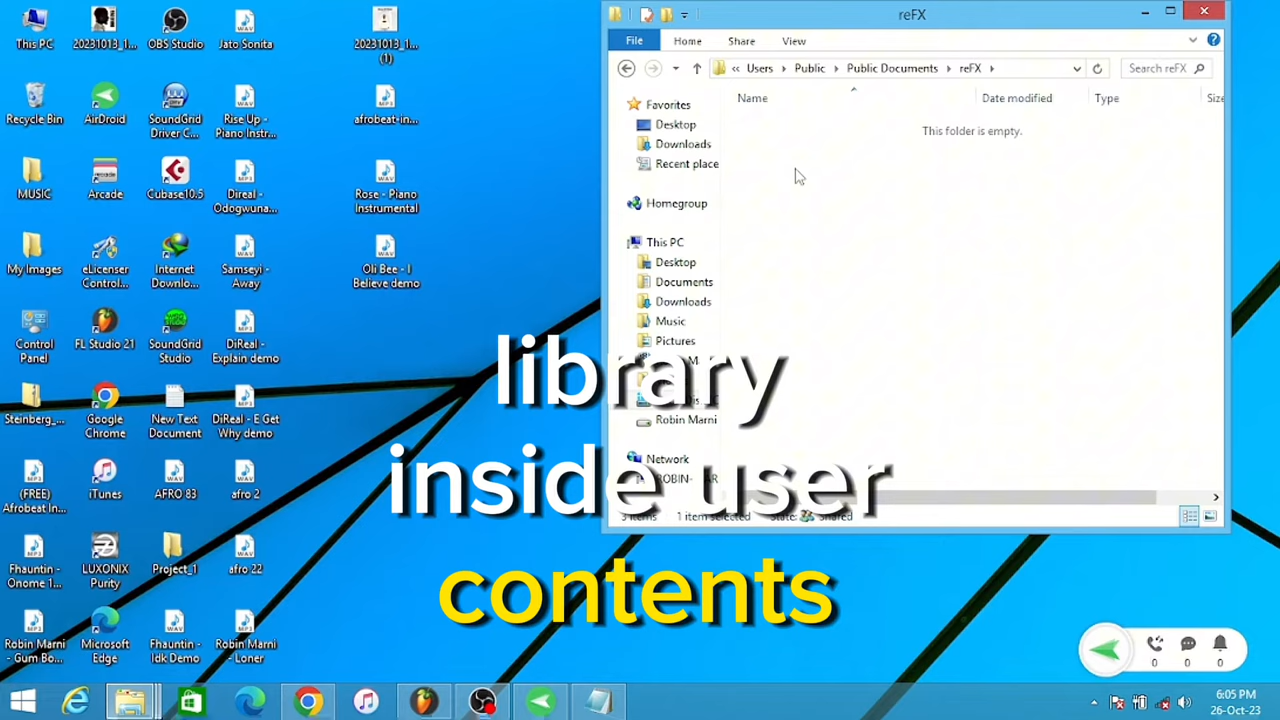 This PC
20231013_1...
OBS Studio
Jato Sonita
20231013_1...
(1)
Recycle Bin
AirDroid
SoundGrid
Driver C...
Rise Up -
Piano Instr...
afrobeat-in...
MUSIC
Arcade
Cubase10.5
Direal -
Odogwuna...
Rose - Piano
Instrumental
My Images
eLicenser
Control...
Internet
Downlo...
Samseyi -
Away
Oli Bee - I
Believe demo
Control
Panel
FL Studio 21
SoundGrid
Studio
DiReal -
Explain demo
Steinberg_...
Google
Chrome
New Text
Document
DiReal - E Get
Why demo
(FREE)
Afrobeat In...
iTunes
AFRO 83
afro 2
Fhauntin -
Onome 1...
LUXONIX
Purity
Project_1
afro 22
Robin Marni
- Gum Bo...
Microsoft
Edge
Fhauntin -
Idk Demo
Robin Marni
- Loner
reFX
File
Home
Share
View
Users
Public
Public Documents
reFX
Search reFX
Name
Date modified
Type
Size
This folder is empty.
Favorites
Desktop
Downloads
Recent place
Homegroup
This PC
Desktop
Documents
Downloads
Music
Pictures
Robin Marni
Network
3 items
1 item selected
State:
Shared
library
inside user
contents
0
0
0
6:05 PM
26-Oct-23